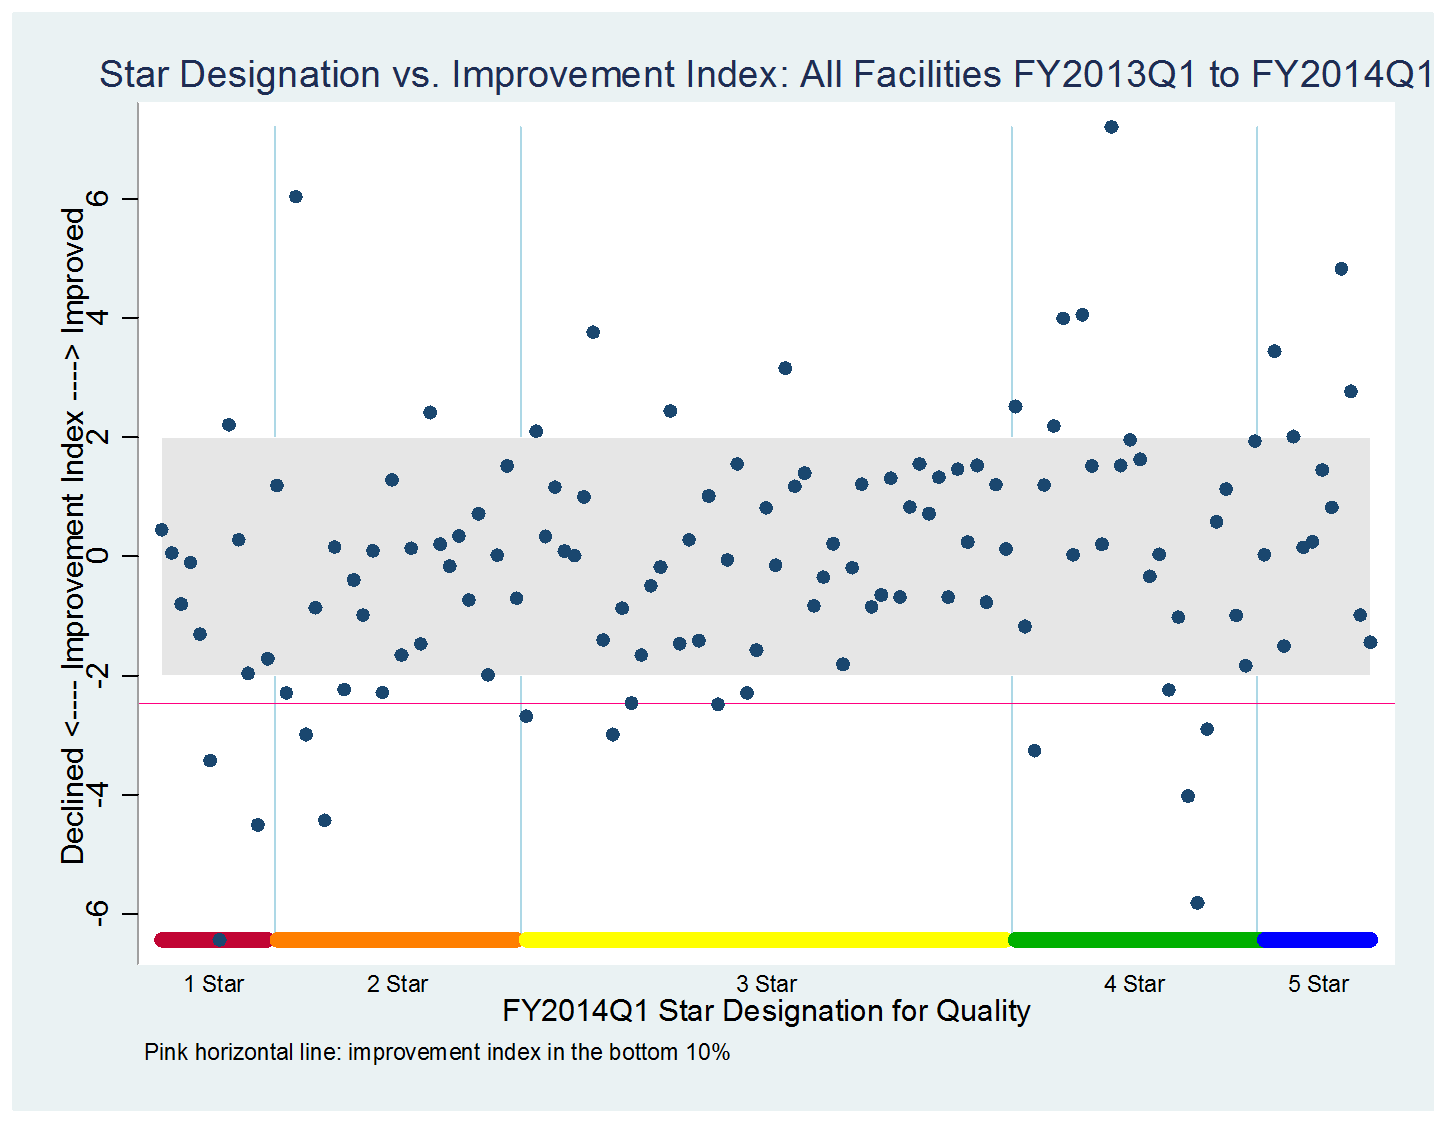 Star Designation vs. Improvement Index: All Facilities FY2013Q1 to FY2014Q1
Declined <---- Improvement Index ----> Improved
6
4
2
0
-2
-4
-6
1 Star
2 Star
3 Star
4 Star
5 Star
FY2014Q1 Star Designation for Quality
Pink horizontal line: improvement index in the bottom 10%